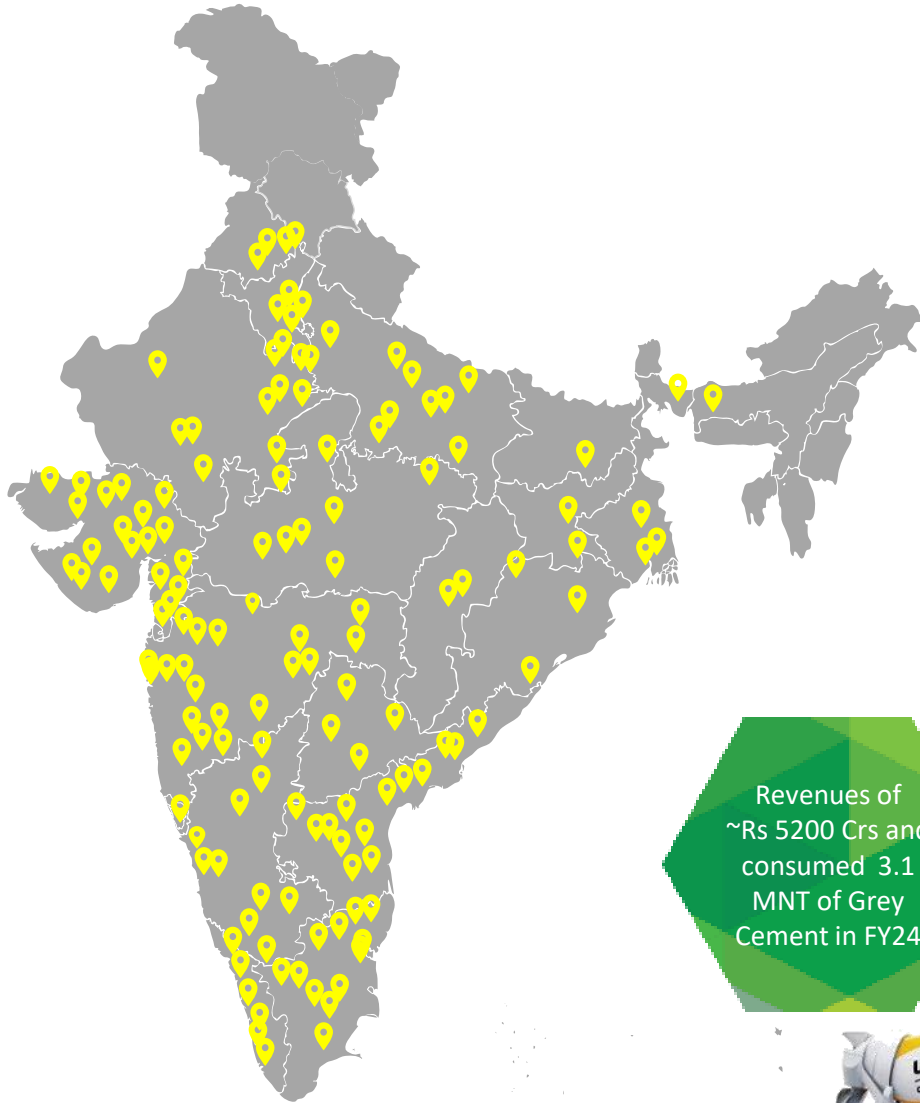 Revenues of
~Rs 5200 Crs and
consumed 3.1
MNT of Grey
Cement in FY24